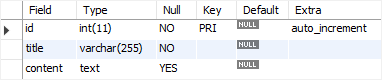 Field Type Null Key Default Extra
id int(11) NO PRI NULL auto_increment
title varchar(255) NO NULL
content text YES NULL